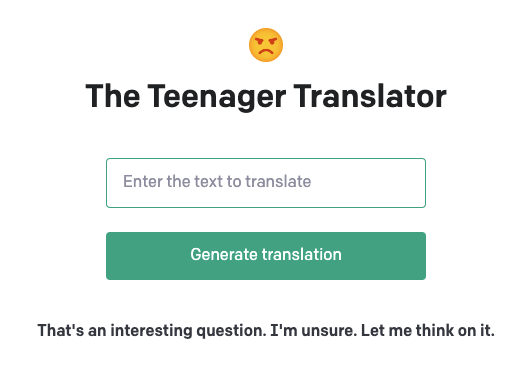 The Teenager Translator
Enter the text to translate
Generate translation
That's an interesting question. I'm unsure. Let me think on it.